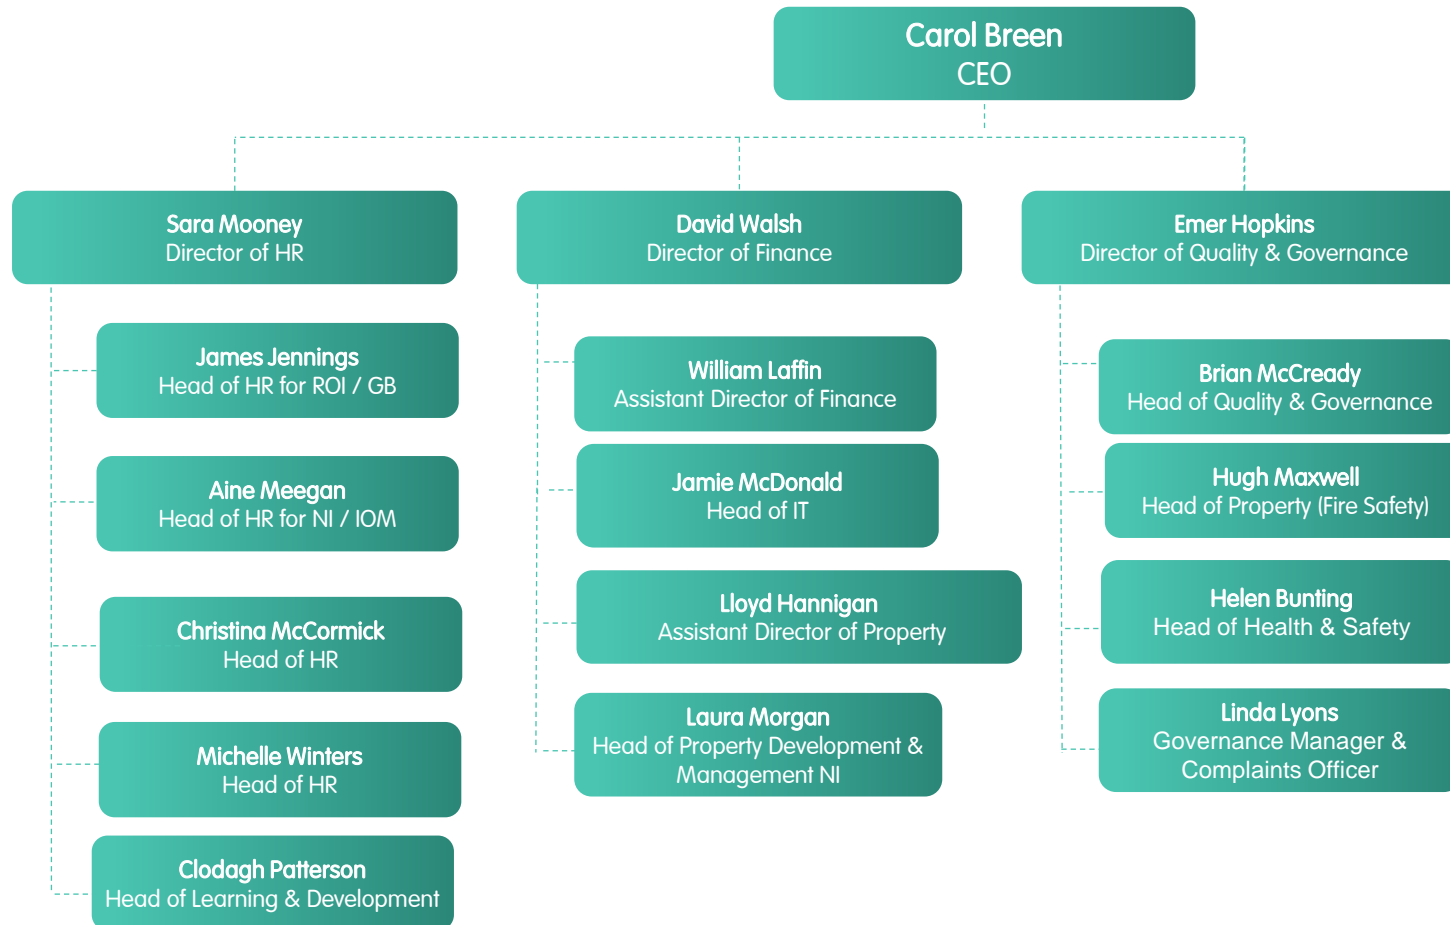 Carol Breen
CEO
Sara Mooney
Director of HR
James Jennings
Head of HR for ROI / GB
Aine Meegan
Head of HR for NI / IOM
Christina McCormick
Head of HR
Michelle Winters
Head of HR
Clodagh Patterson
Head of Learning & Development
David Walsh
Director of Finance
William Laffin
Assistant Director of Finance
Jamie McDonald
Head of IT
Lloyd Hannigan
Assistant Director of Property
Laura Morgan
Head of Property Development &
Management NI
Emer Hopkins
Director of Quality & Governance
Brian McCready
Head of Quality & Governance
Hugh Maxwell
Head of Property (Fire Safety)
Helen Bunting
Head of Health & Safety
Linda Lyons
Governance Manager &
Complaints Officer